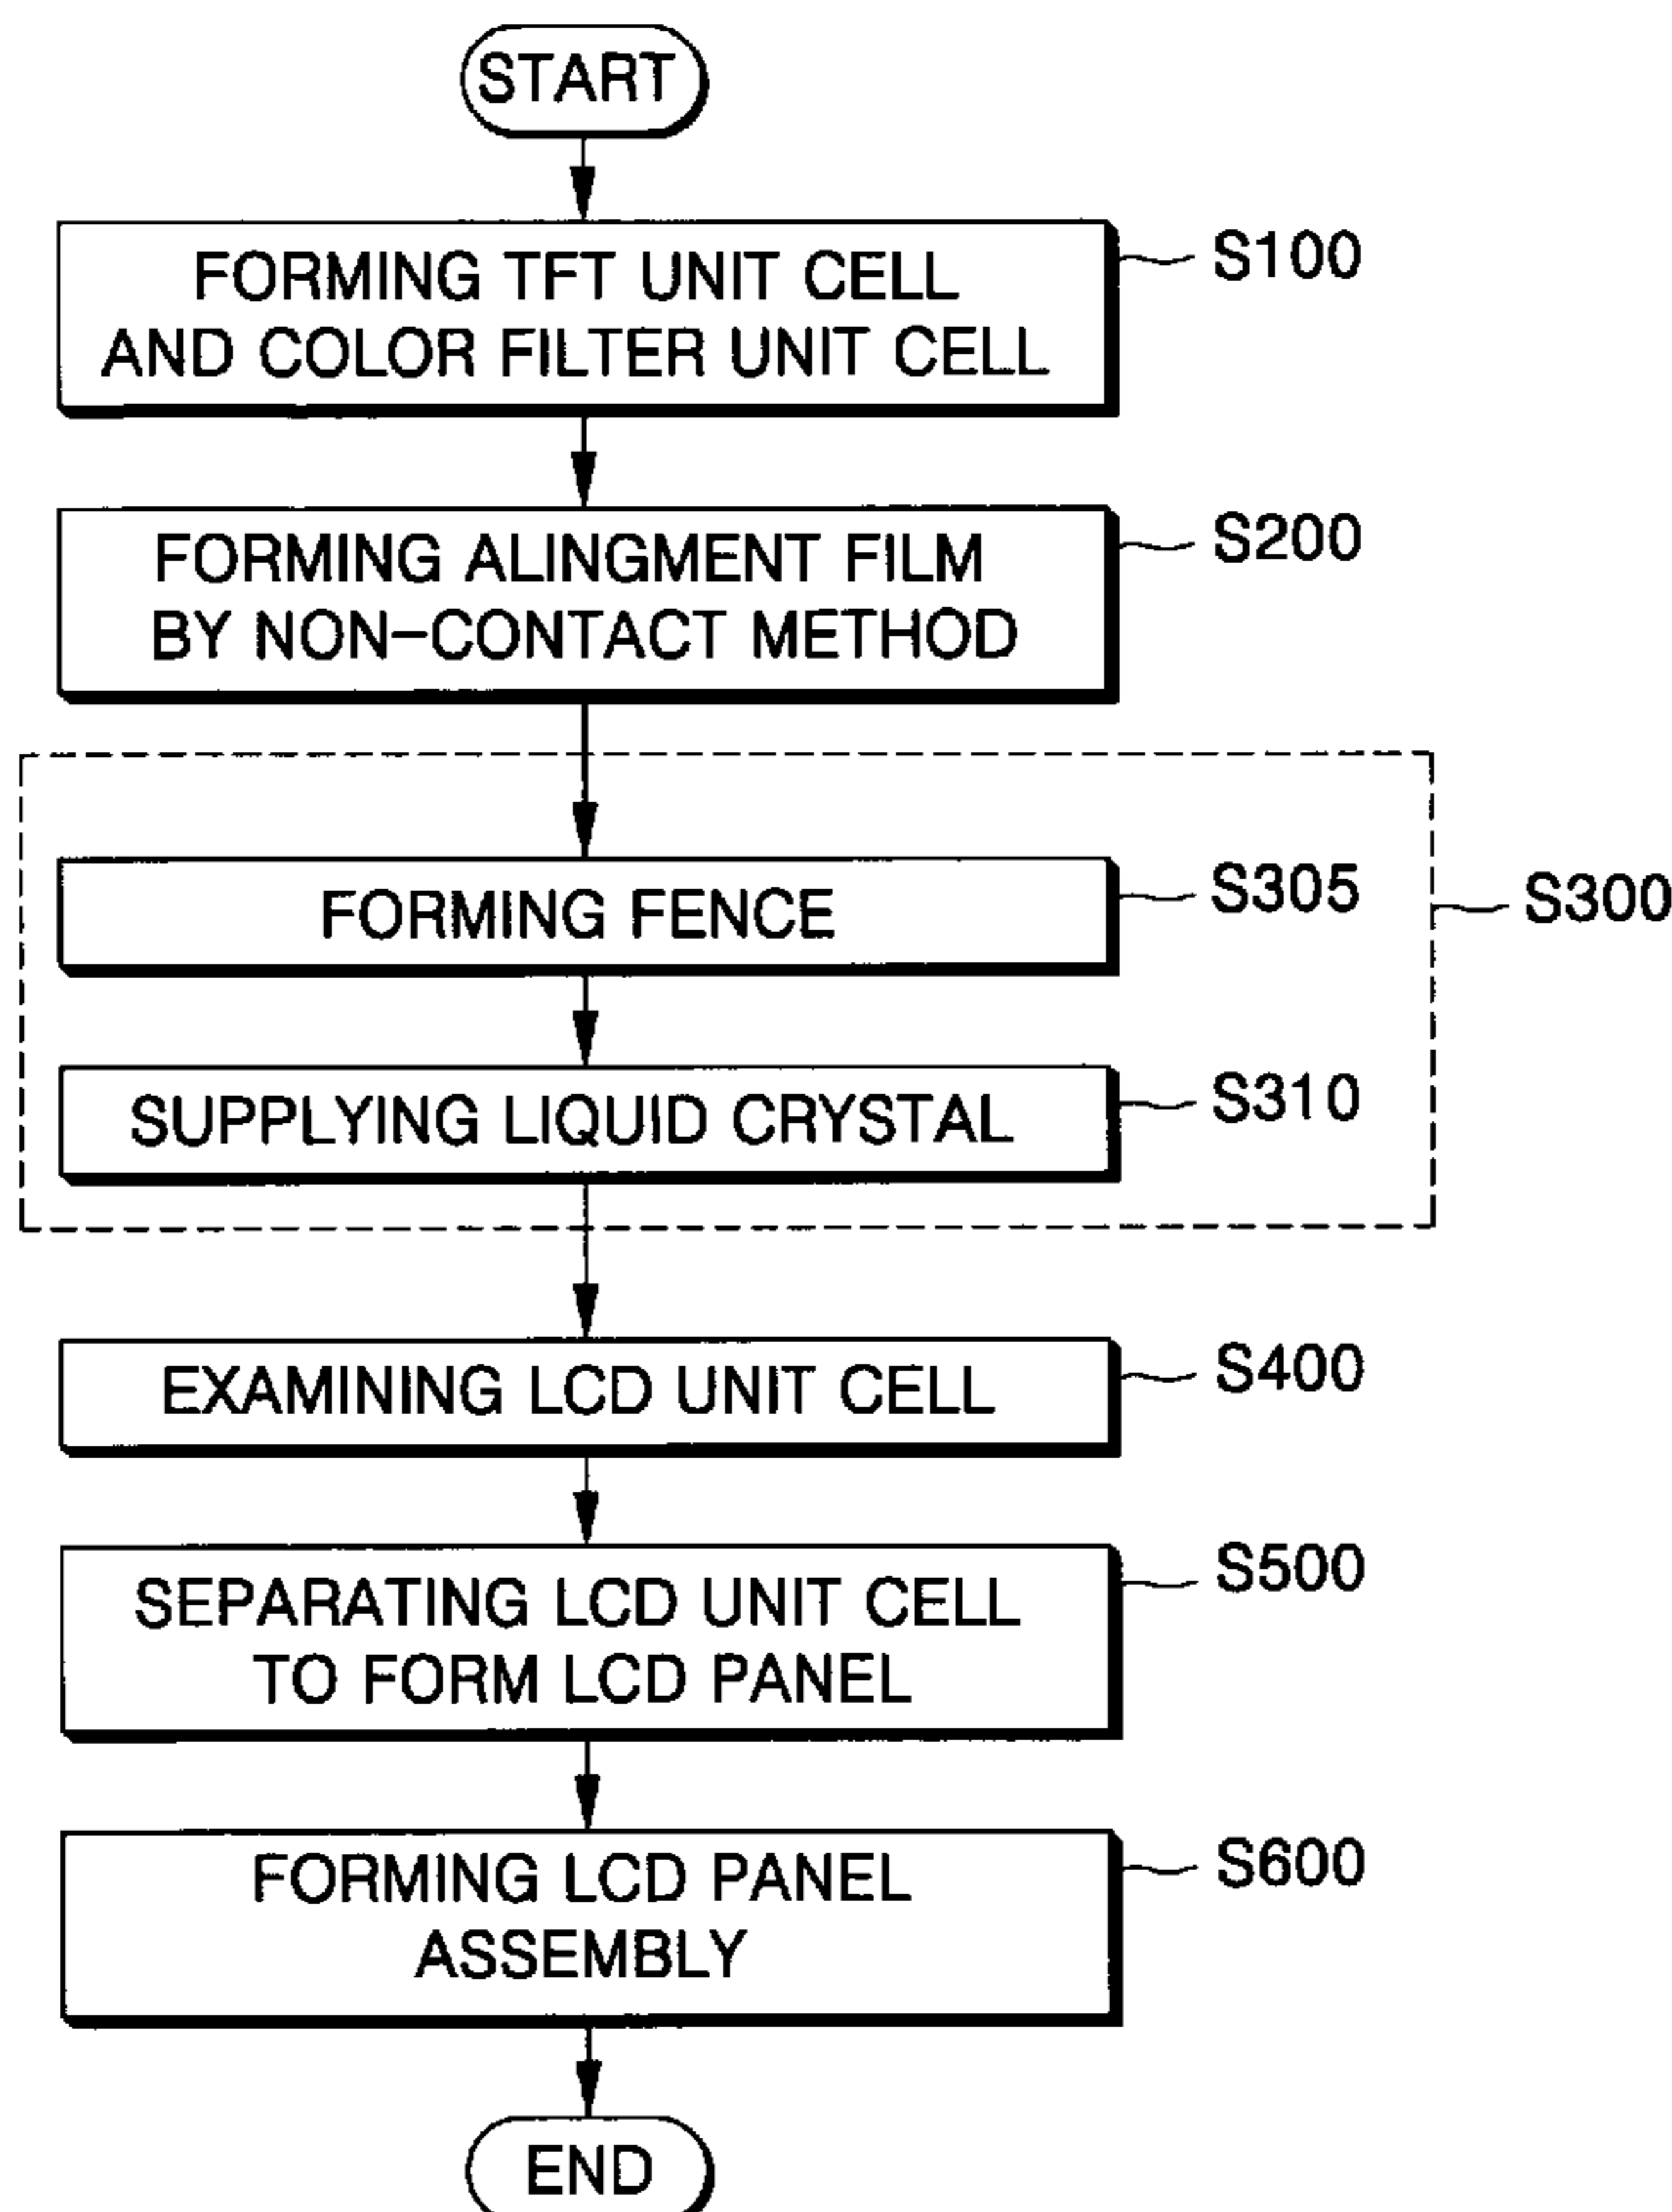 START
FORMING TFT UNIT CELL
AND COLOR FILTER UNIT CELL
S100
FORMING ALINGMENT FILM
BY NON-CONTACT METHOD
S200
FORMING FENCE
S305
S300
SUPPLYING LIQUID CRYSTAL
S310
EXAMINING LCD UNIT CELL
S400
SEPARATING LCD UNIT CELL
TO FORM LCD PANEL
S500
FORMING LCD PANEL
ASSEMBLY
S600
END